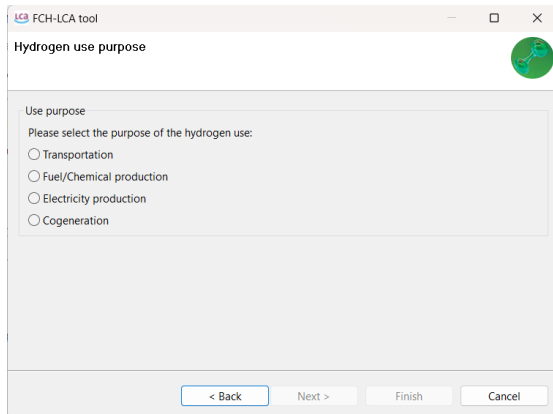 LCA FCH-LCA tool
Hydrogen use purpose
Use purpose
Please select the purpose of the hydrogen use:
Transportation
Fuel/Chemical production
Electricity production
Cogeneration
< Back Next > Finish Cancel